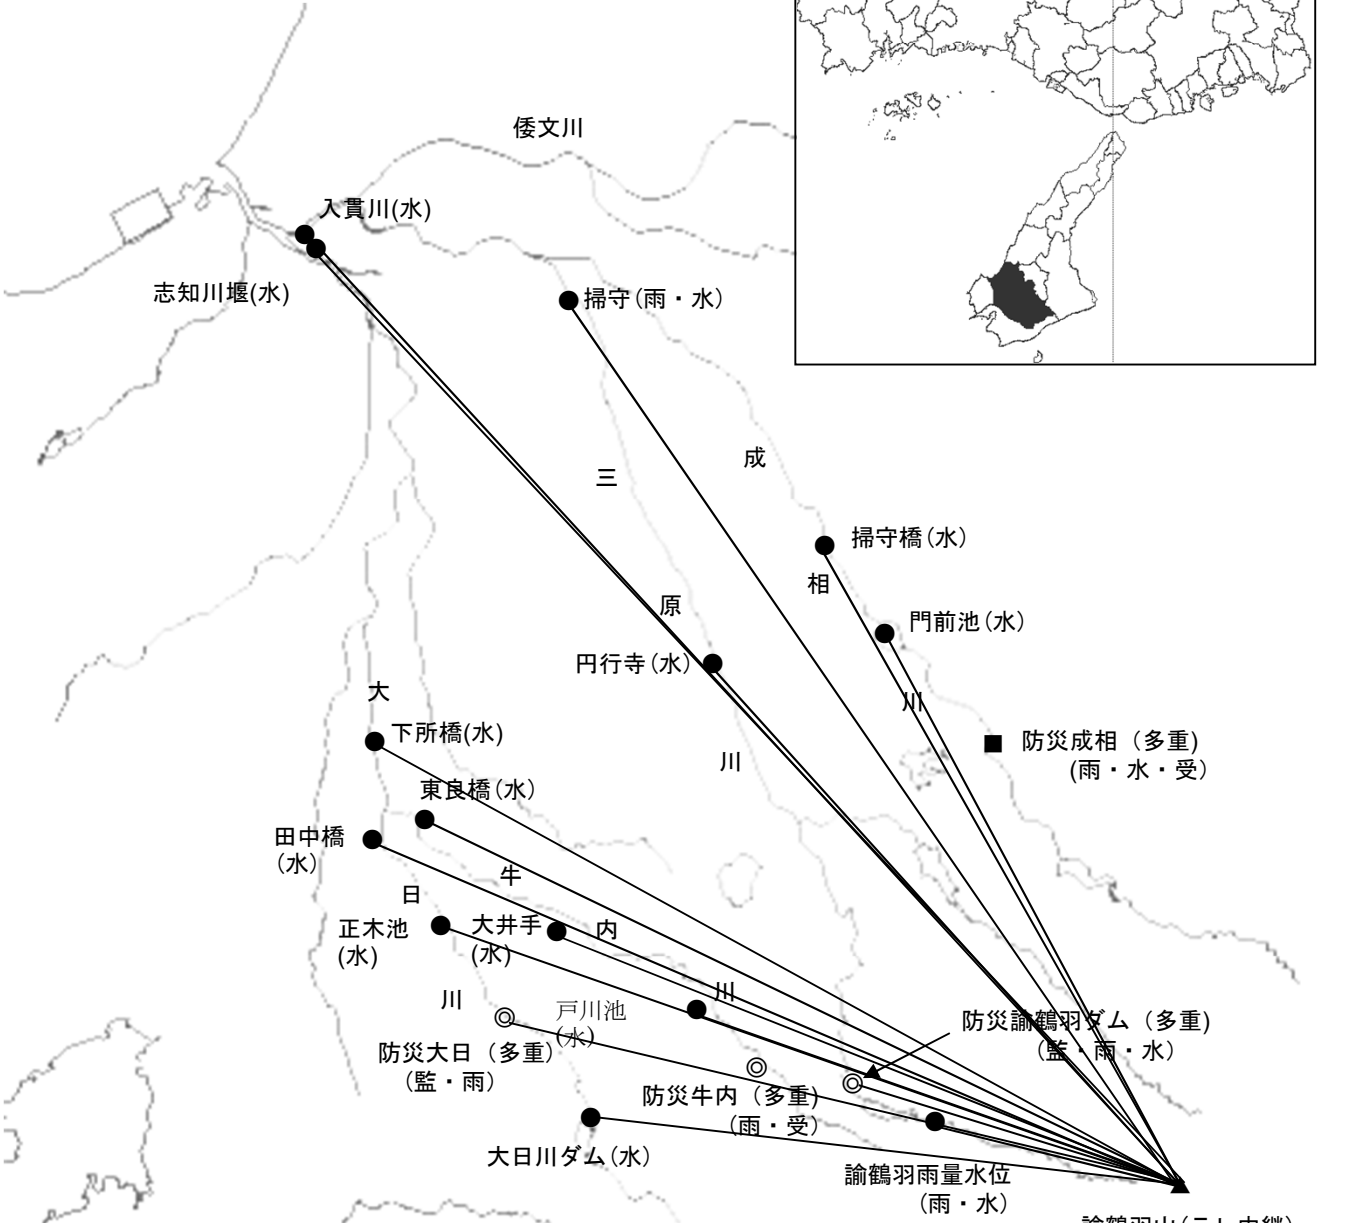 倭文川
入貫川(水)
志知川堰(水)
掃守(雨・水)
三
原
川
成
相
川
掃守橋(水)
門前池(水)
円行寺(水)
防災成相（多重)
(雨・水・受)
大
日
川
下所橋(水)
東良橋(水)
田中橋
(水)
牛
内
川
正木池
(水)
大井手
(水)
戸川池
(水)
防災大日（多重)
(監・雨)
防災諭鶴羽ダム（多重)
(監・雨・水)
防災牛内（多重)
(雨・受)
大日川ダム(水)
諭鶴羽雨量水位
(雨・水)